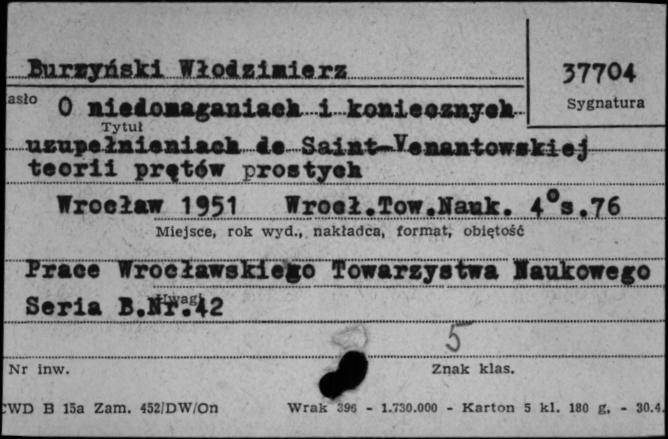 Burzyński Włodzimierz
37704
asło
Sygnatura
O niedomaganiach i koniecznych
Tytuł
uzupełnieniach de Saint-Venantowskiej
teorii prętów prostych
Wrocław 1951 Wrocł.Tow.Nauk. 4°s.76
Miejsce, rok wyd., nakładca, format, objętość
Prace Wrocławskiego Towarzystwa Naukowego
Uwagi
Seria B.Nr.42
5
Nr inw.
Znak klas.
CWD B 15a Zam. 452/DW/On Wrak 396 - 1.730.000 - Karton 5 kl. 180 g. - 30.4.